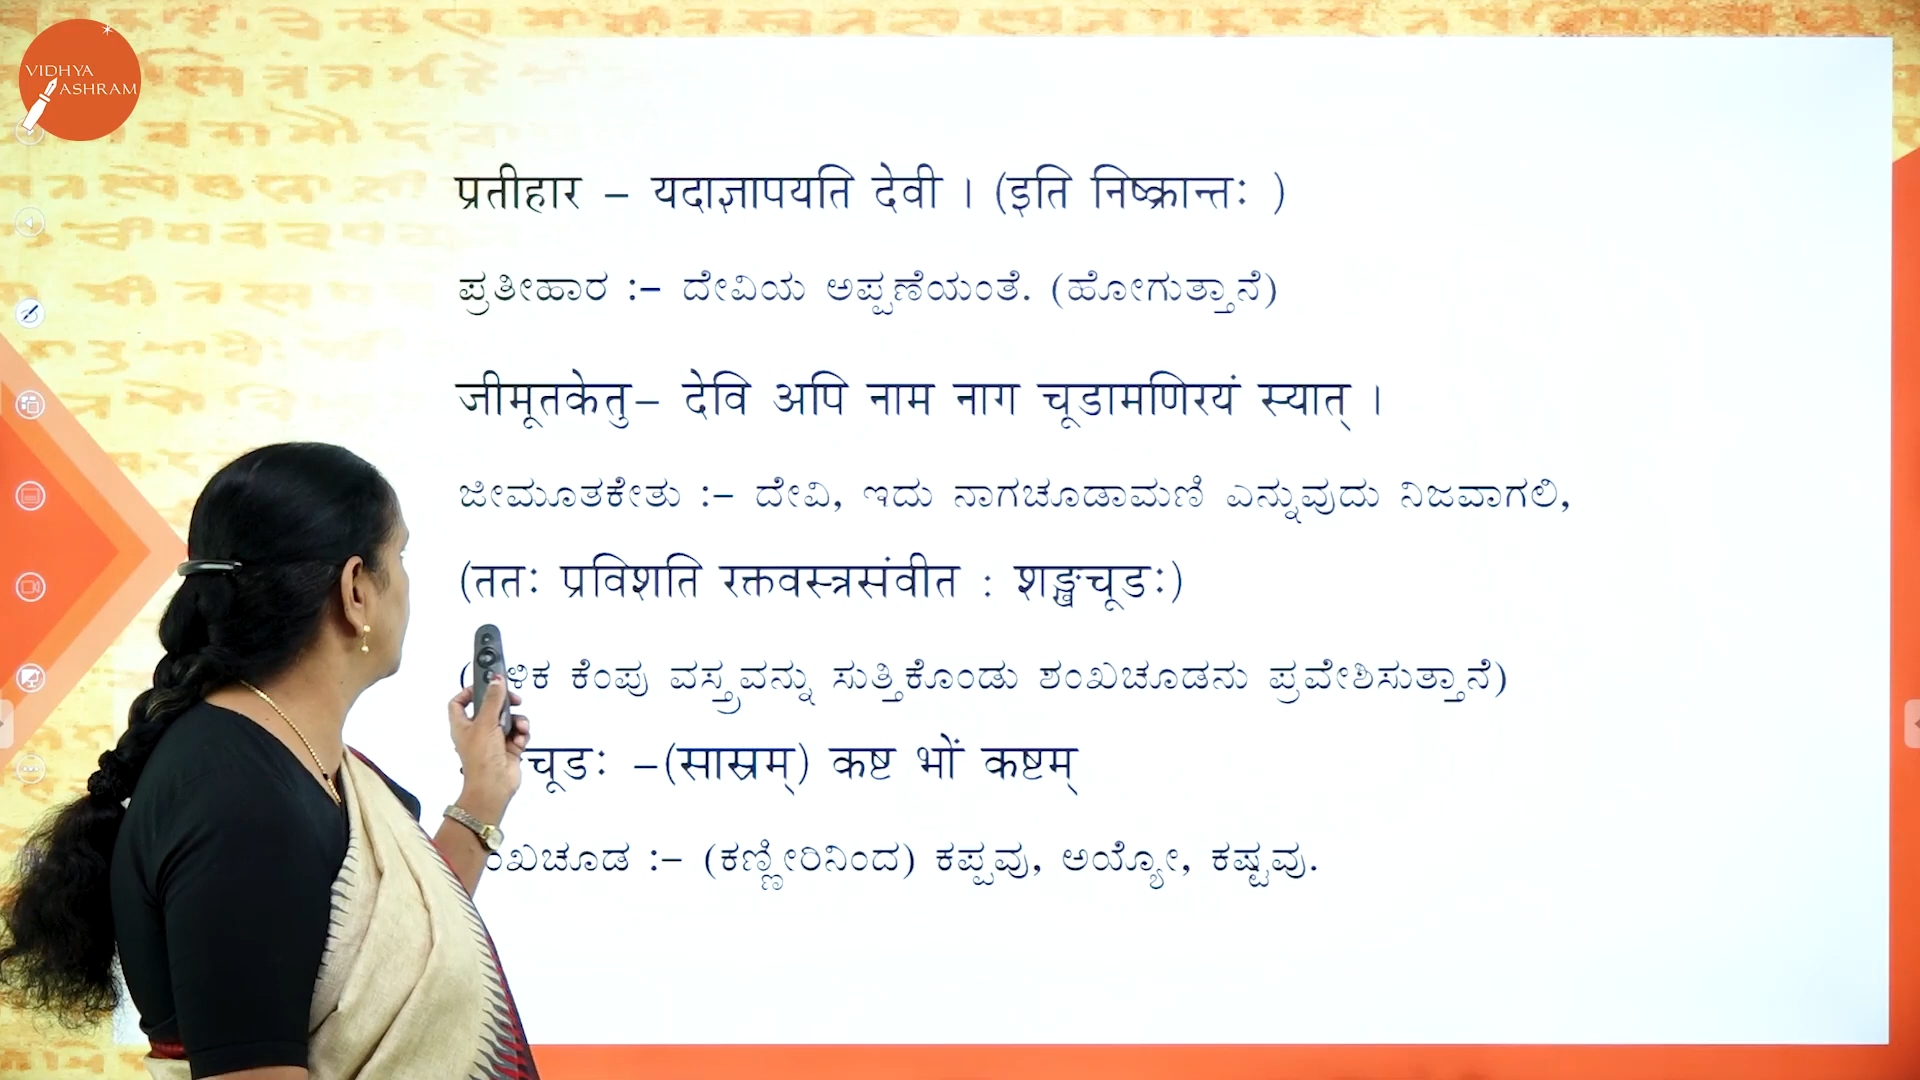 VIDHYA
ASHRAM
प्रतीहार – यदाज्ञापयति देवी । (इति निष्क्रान्तः )
ಪ್ರತೀಹಾರ :– ದೇವಿಯ ಅಪ್ಪಣೆಯಂತೆ. (ಹೋಗುತ್ತಾನೆ)
जीमूतकेतु– देवि अपि नाम नाग चूडामणिरयं स्यात् ।
ಜೀಮೂತಕೇತು :– ದೇವಿ, ಇದು ನಾಗಚೂಡಾಮಣಿ ಎನ್ನುವುದು ನಿಜವಾಗಲಿ,
(ततः प्रविशति रक्तवस्त्रसंवीत : शङ्खचूडः)
ಕೆಂಪು ವಸ್ತ್ರವನ್ನು ಸುತ್ತಿಕೊಂಡು ಶಂಖಚೂಡನು ಪ್ರವೇಶಿಸುತ್ತಾನೆ)
चूडः –(सास्रम्) कष्ट भों कष्टम्
ಖಚೂಡ :– (ಕಣ್ಣೀರಿನಿಂದ) ಕಪ್ಪವು, ಅಯ್ಯೋ, ಕಷ್ಟವು.